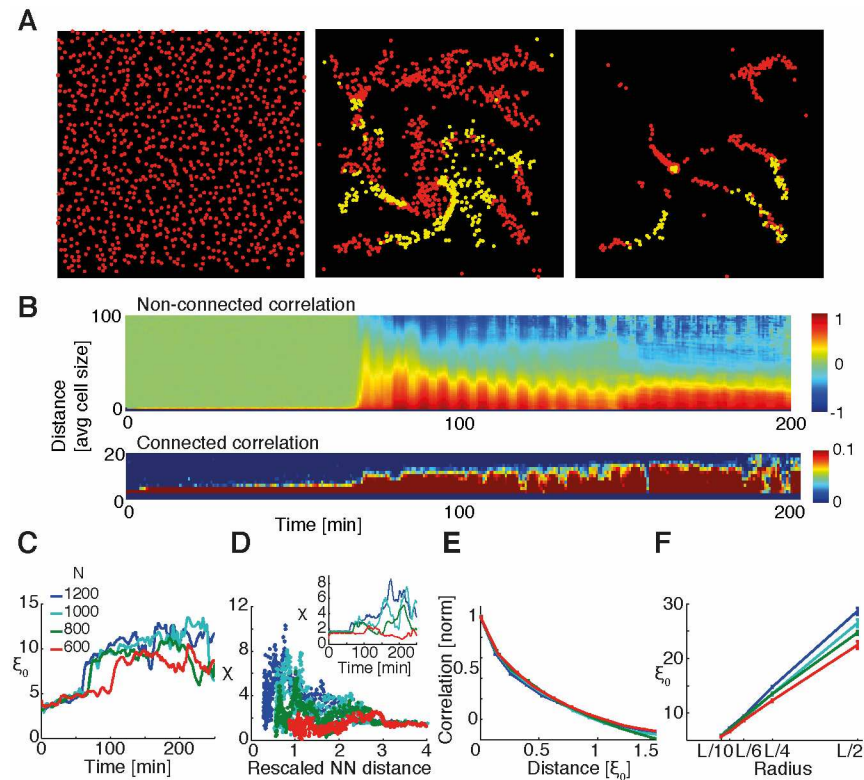 A
B
Non-connected correlation
100
0
Distance
[avg cell size]
0
100
200
1
0
-1
Connected correlation
20
0
0
100
200
Time [min]
0.1
0
C
N
1200
1000
800
600
15
10
5
0
ξ₀
0
100
200
Time [min]
D
χ
12
8
4
0
0
1
2
3
4
Rescaled NN distance
χ
8
6
4
2
0
0
100
200
Time [min]
E
Correlation [norm]
1
0.5
0
0
0.5
1.5
Distance [ξ₀]
F
ξ₀
30
20
10
L/10
L/6
L/4
L/2
Radius